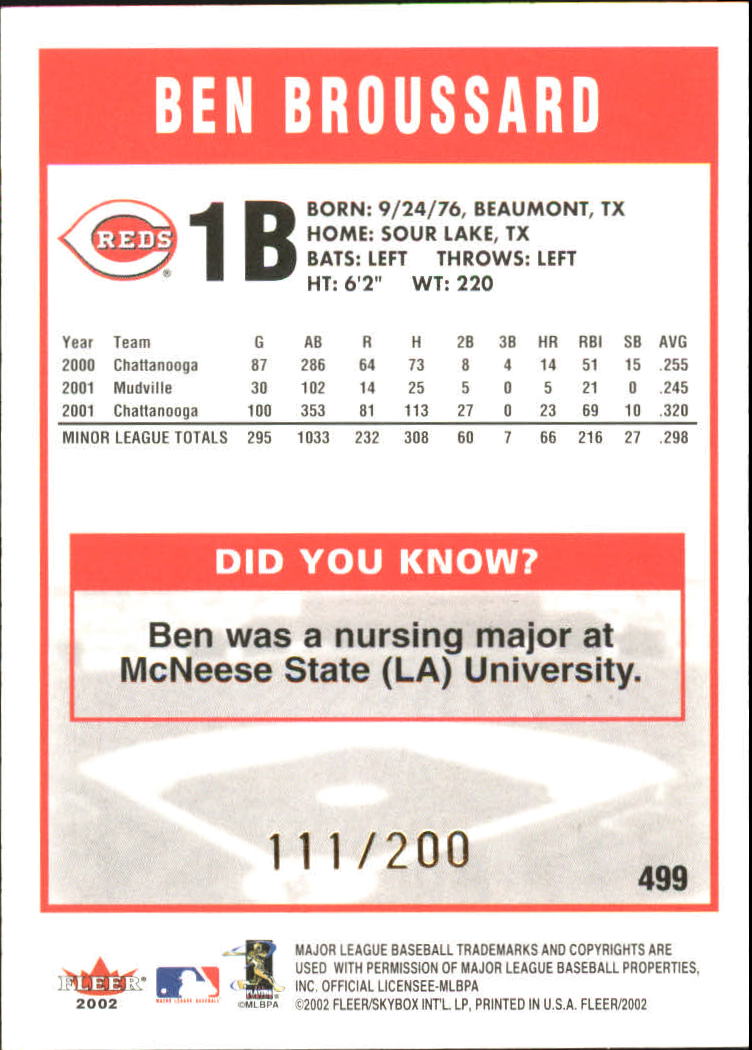 BEN BROUSSARD
REDS
®
1B
BORN: 9/24/76, BEAUMONT, TX
HOME: SOUR LAKE, TX
BATS: LEFT THROWS: LEFT
HT: 6'2" WT: 220
Year Team G AB R H 2B 3B HR RBI SB AVG
2000 Chattanooga 87 286 64 73 8 4 14 51 15 .255
2001 Mudville 30 102 14 25 5 0 5 21 0 .245
2001 Chattanooga 100 353 81 113 27 0 23 69 10 .320
MINOR LEAGUE TOTALS 295 1033 232 308 60 7 66 216 27 .298
DID YOU KNOW?
Ben was a nursing major at
McNeese State (LA) University.
111/200
499
FLEER®
2002
MAJOR LEAGUE BASEBALL
PLAYERS
©MLBPA
MAJOR LEAGUE BASEBALL TRADEMARKS AND COPYRIGHTS ARE
USED WITH PERMISSION OF MAJOR LEAGUE BASEBALL PROPERTIES,
INC. OFFICIAL LICENSEE-MLBPA
©2002 FLEER/SKYBOX INT'L. LP, PRINTED IN U.S.A. FLEER/2002